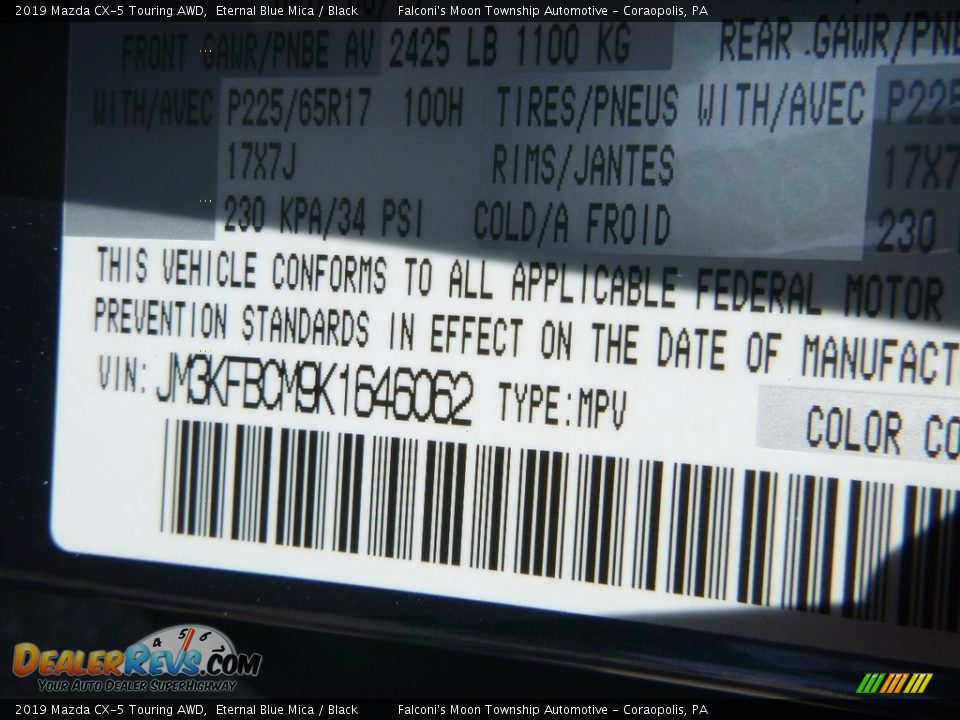 2019 Mazda CX-5 Touring AWD, Eternal Blue Mica / Black Falconi's Moon Township Automotive - Coraopolis, PA
FRONT GAWR/PNBE AV 2425 LB 1100 KG REAR GAWR/PNB
WITH/AVEC P225/65R17 100H TIRES/PNEUS WITH/AVEC P225
17X7J RIMS/JANTES 17X7
230 KPA/34 PSI COLD/A FROID 230
THIS VEHICLE CONFORMS TO ALL APPLICABLE FEDERAL MOTOR
PREVENTION STANDARDS IN EFFECT ON THE DATE OF MANUFACT
VIN: JM3KFBCM9K1646062 TYPE:MPV
COLOR CO
DEALERREVS.COM
YOUR AUTO DEALER SUPERHIGHWAY
2019 Mazda CX-5 Touring AWD, Eternal Blue Mica / Black Falconi's Moon Township Automotive - Coraopolis, PA